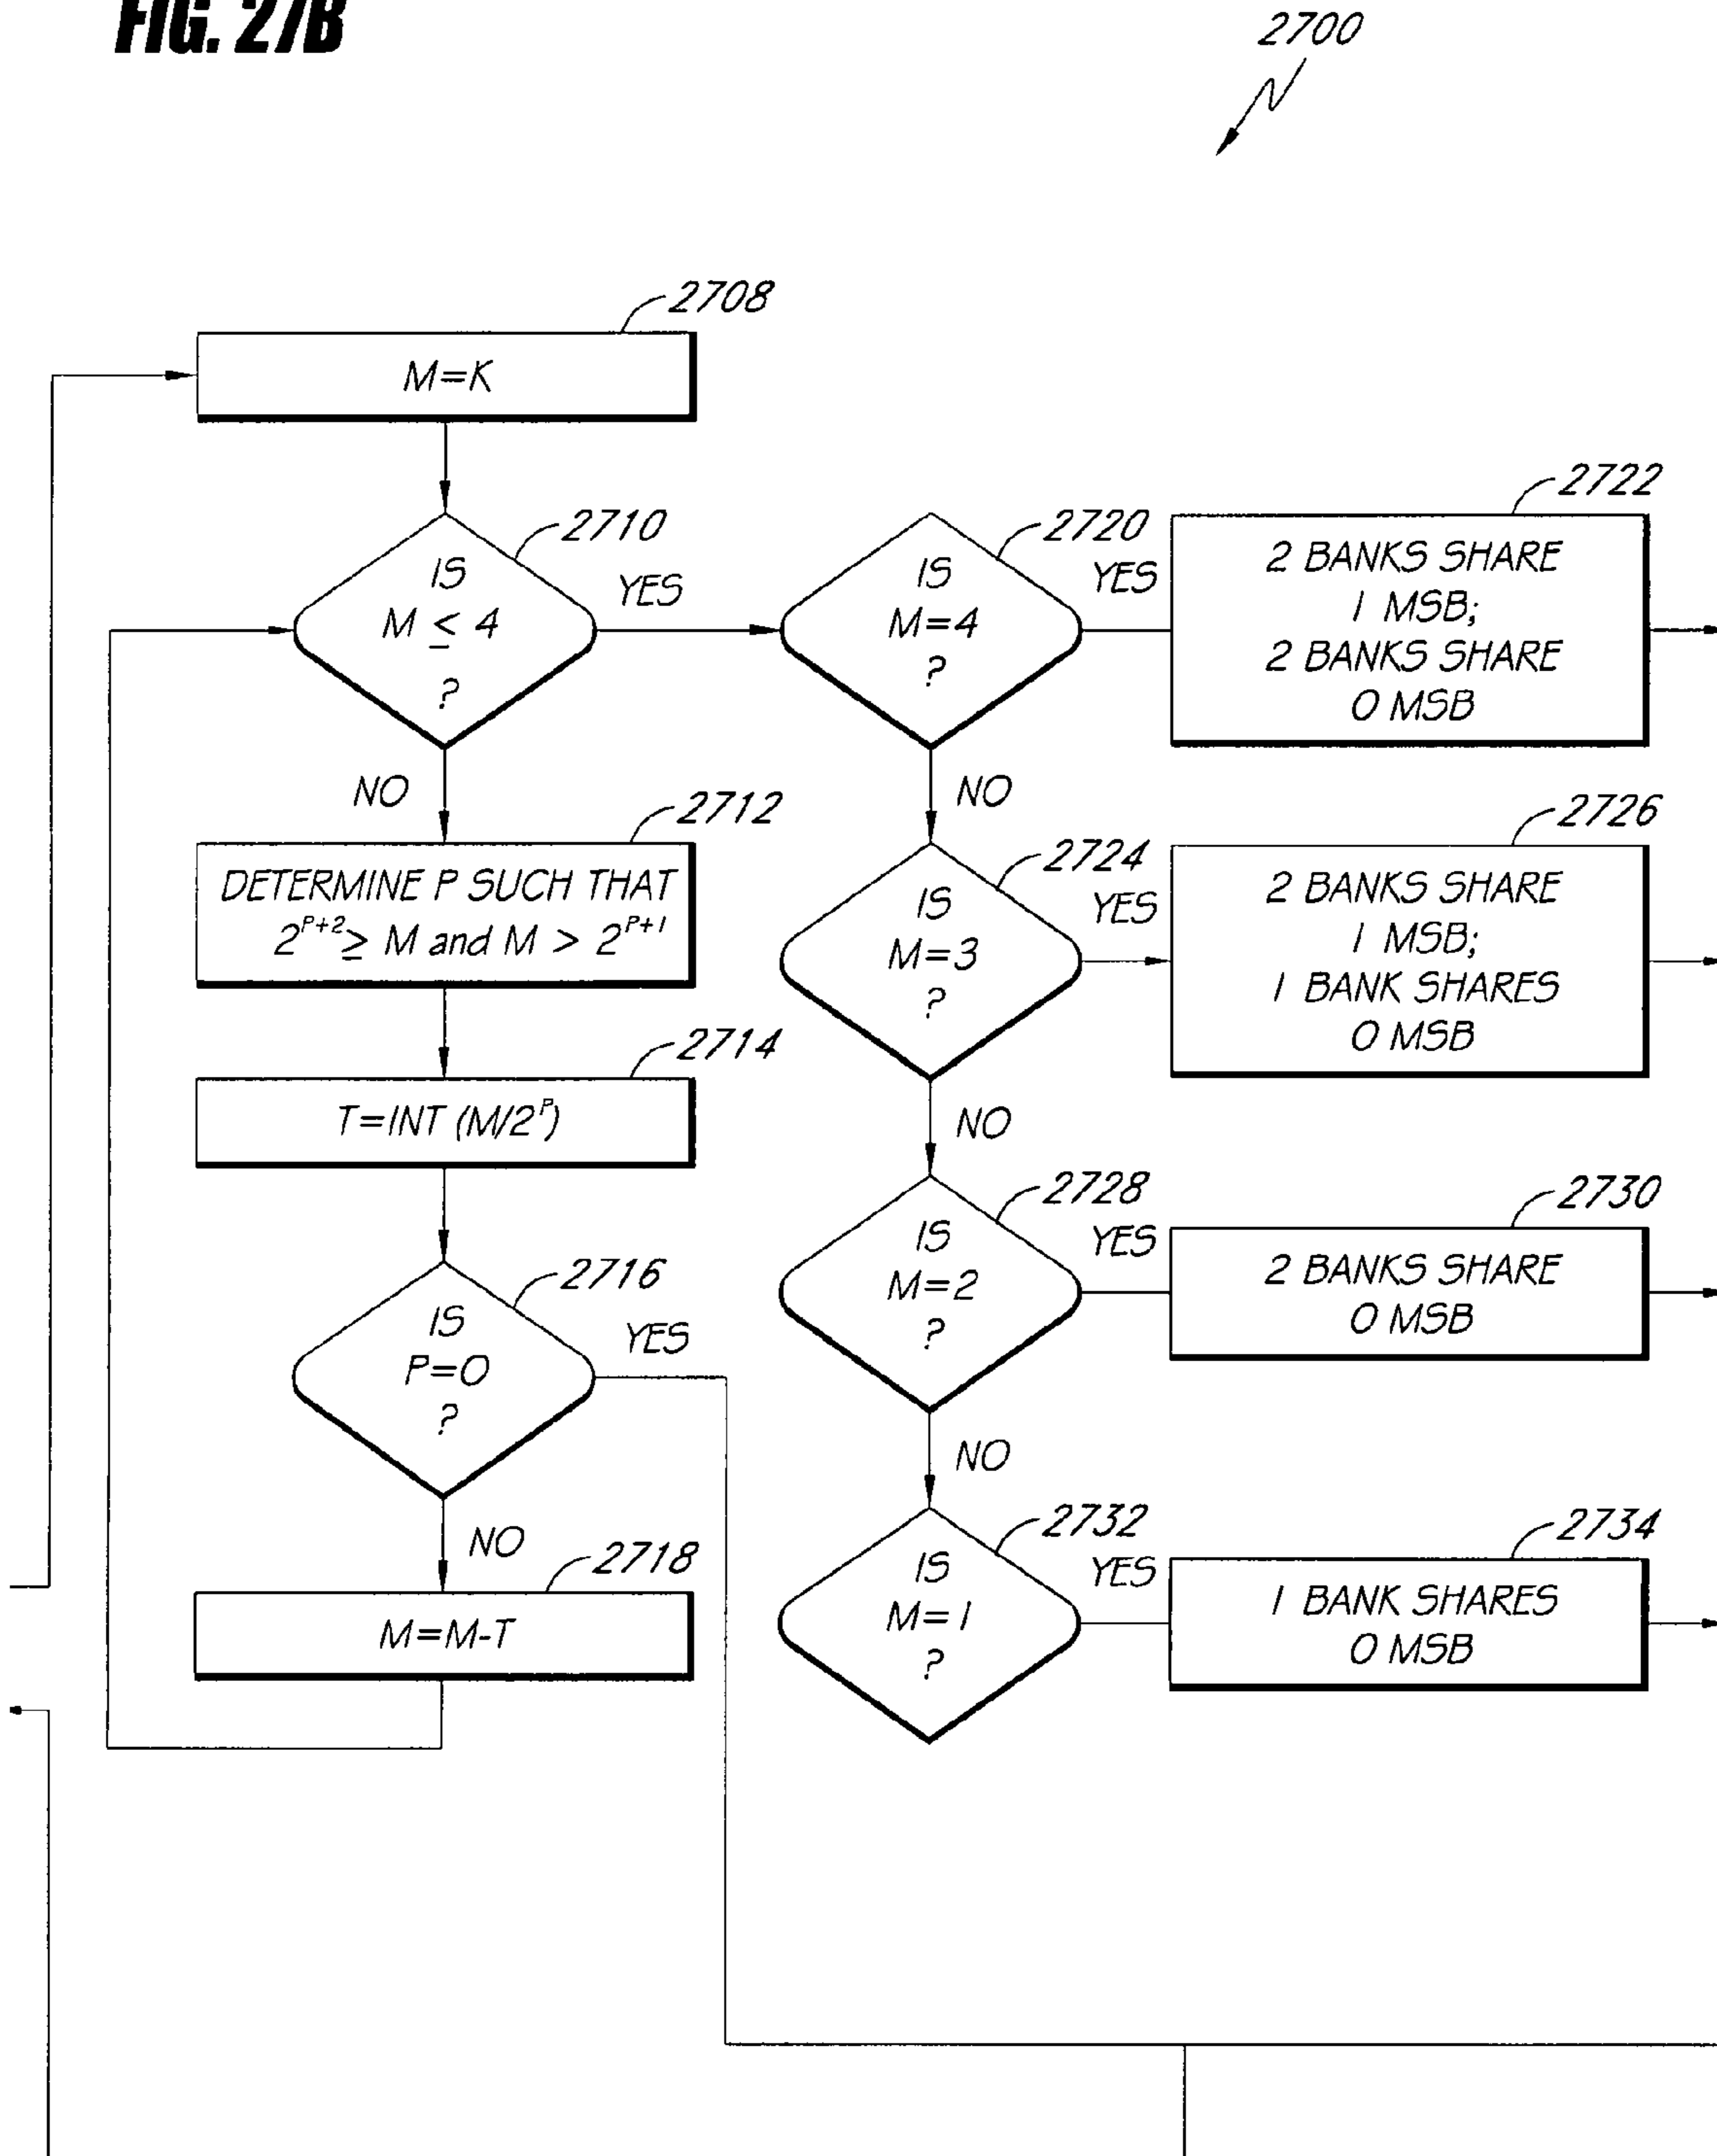 FIG. 27B
2700
2708
M=K
2710
IS
M ≤ 4
?
YES
NO
2712
DETERMINE P SUCH THAT
2^{P+2} ≥ M and M > 2^{P+1}
2714
T=INT (M/2^P)
2716
IS
P=0
?
YES
NO
2718
M=M-T
2720
IS
M=4
?
YES
NO
2722
2 BANKS SHARE
1 MSB;
2 BANKS SHARE
0 MSB
2724
IS
M=3
?
YES
NO
2726
2 BANKS SHARE
1 MSB;
1 BANK SHARES
0 MSB
2728
IS
M=2
?
YES
NO
2730
2 BANKS SHARE
0 MSB
2732
IS
M=1
?
YES
2734
1 BANK SHARES
0 MSB